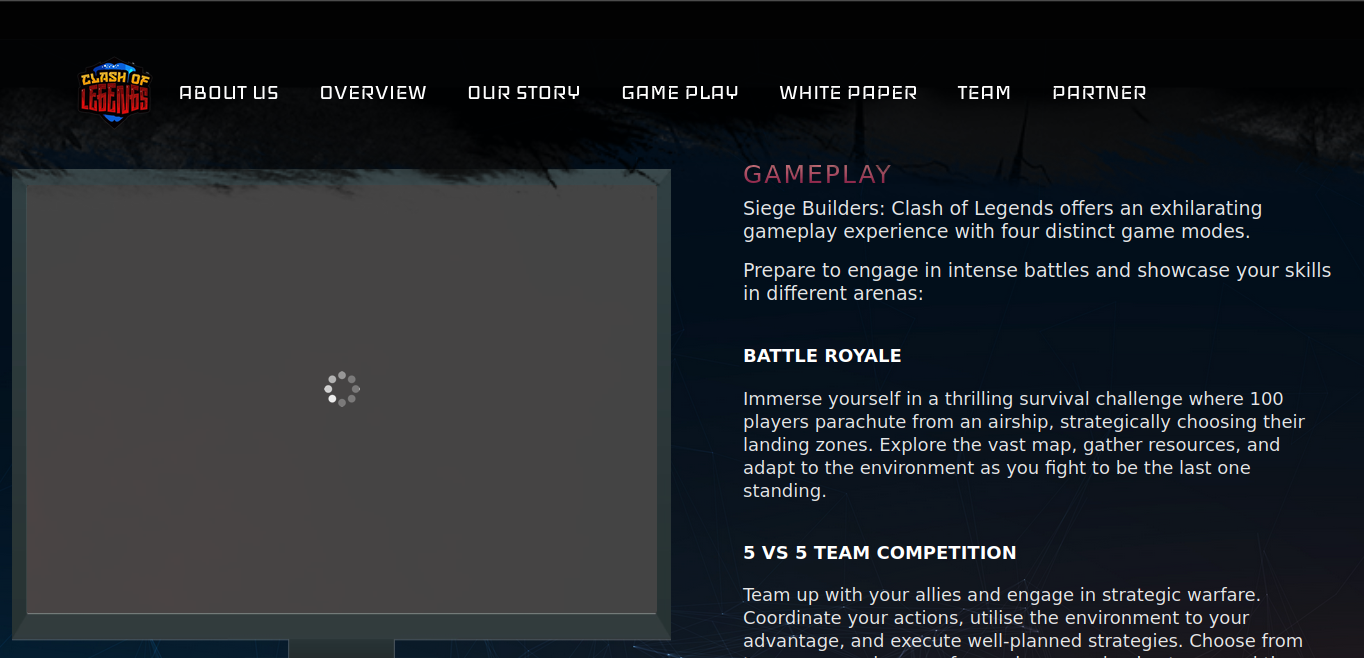 CLASH OF
LEGENDS
ABOUT US OVERVIEW OUR STORY GAME PLAY WHITE PAPER TEAM PARTNER
GAMEPLAY
Siege Builders: Clash of Legends offers an exhilarating
gameplay experience with four distinct game modes.
Prepare to engage in intense battles and showcase your skills
in different arenas:
BATTLE ROYALE
Immerse yourself in a thrilling survival challenge where 100
players parachute from an airship, strategically choosing their
landing zones. Explore the vast map, gather resources, and
adapt to the environment as you fight to be the last one
standing.
5 VS 5 TEAM COMPETITION
Team up with your allies and engage in strategic warfare.
Coordinate your actions, utilise the environment to your
advantage, and execute well-planned strategies. Choose from